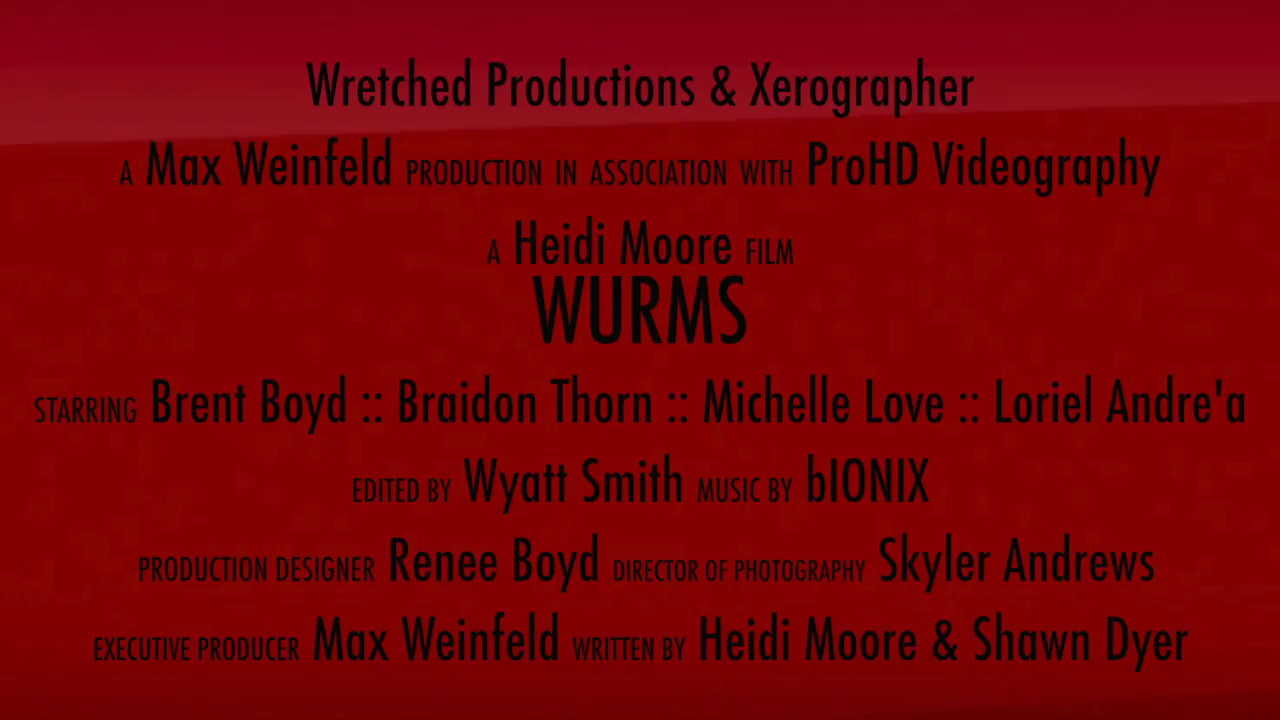 Wretched Productions & Xerographer
A Max Weinfeld PRODUCTION IN ASSOCIATION WITH ProHD Videography
A Heidi Moore FILM
WURMS
STARRING Brent Boyd :: Braidon Thorn :: Michelle Love :: Loriel Andre'a
EDITED BY Wyatt Smith MUSIC BY bIONIX
PRODUCTION DESIGNER Renee Boyd DIRECTOR OF PHOTOGRAPHY Skyler Andrews
EXECUTIVE PRODUCER Max Weinfeld WRITTEN BY Heidi Moore & Shawn Dyer